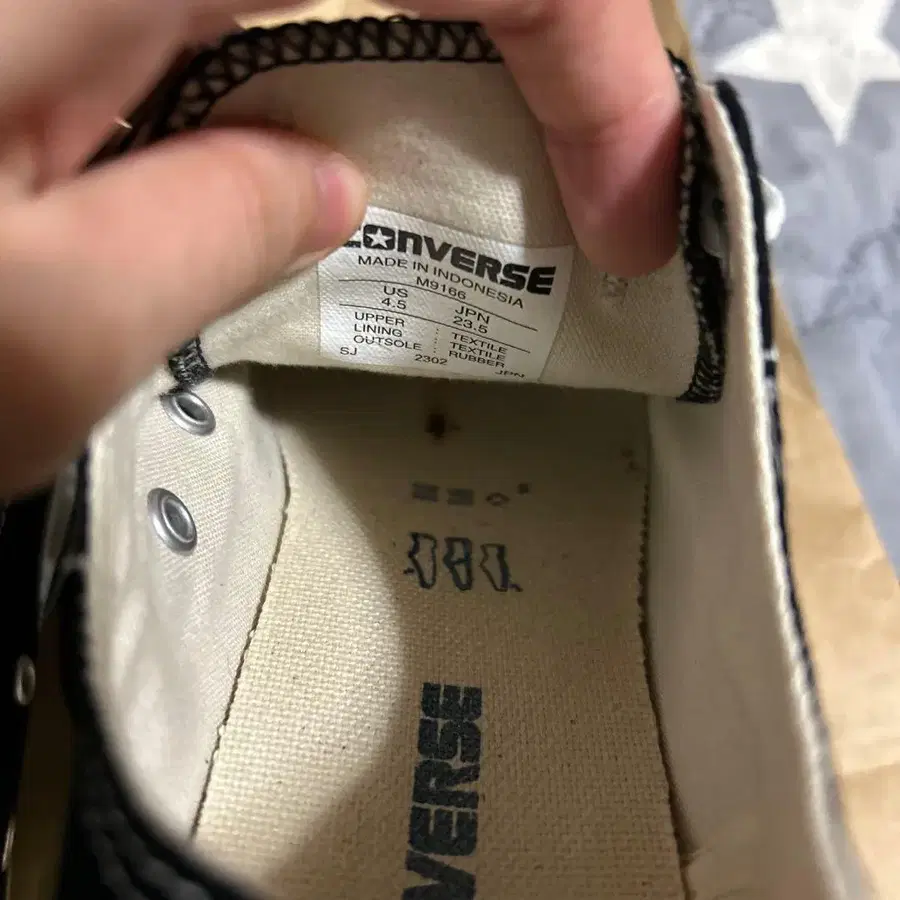 CONVERSE
MADE IN INDONESIA
M9166
US JPN
4.5 23.5
UPPER : TEXTILE
LINING : TEXTILE
OUTSOLE : RUBBER
SJ 2302 JPN
CONVERSE